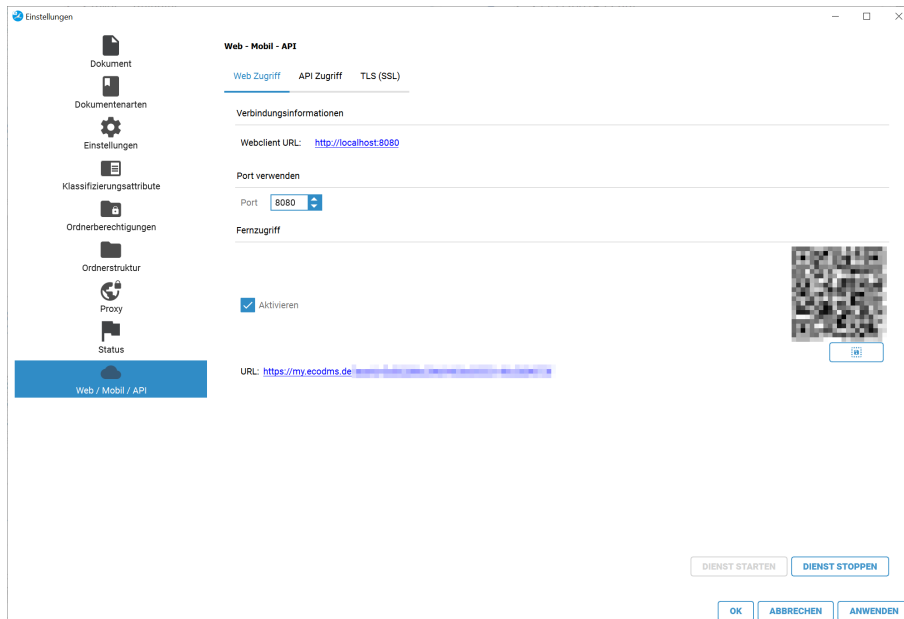 Einstellungen
Dokument
Dokumentenarten
Einstellungen
Klassifizierungsattribute
Ordnerberechtigungen
Ordnerstruktur
Proxy
Status
Web / Mobil / API
Web - Mobil - API
Web Zugriff API Zugriff TLS (SSL)
Verbindungsinformationen
Webclient URL: http://localhost:8080
Port verwenden
Port 8080
Fernzugriff
Aktivieren
URL: https://my.ecodms.de
DIENST STARTEN DIENST STOPPEN
OK ABBRECHEN ANWENDEN